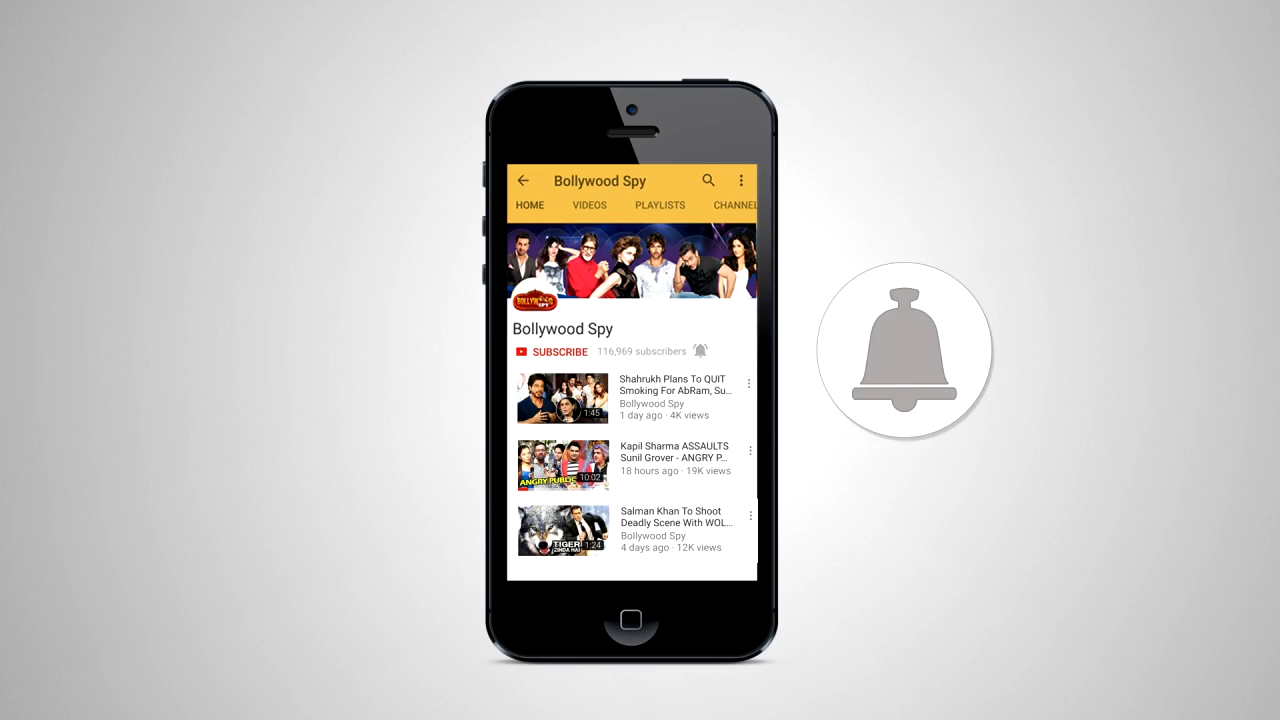 Bollywood Spy
HOME VIDEOS PLAYLISTS CHANNEL
BOLLYWOOD
SPY
Bollywood Spy
SUBSCRIBE 116,969 subscribers
1:45
Shahrukh Plans To QUIT
Smoking For AbRam, Su...
Bollywood Spy
1 day ago · 4K views
ANGRY PUBLIC
10:02
Kapil Sharma ASSAULTS
Sunil Grover - ANGRY P...
18 hours ago · 19K views
TIGER
ZINDA HAI
1:24
Salman Khan To Shoot
Deadly Scene With WOL...
Bollywood Spy
4 days ago · 12K views